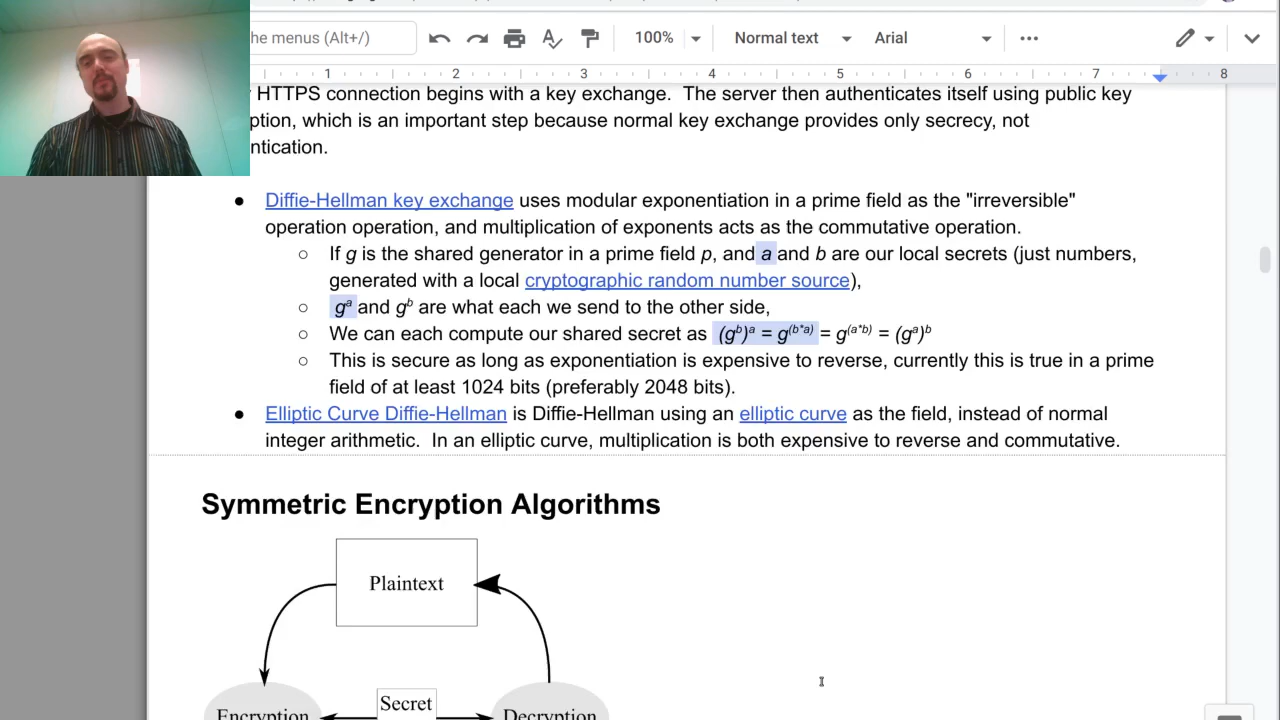 he menus (Alt+/)
100%
Normal text
Arial
1 2 3 4 5 6 7 8
HTTPS connection begins with a key exchange. The server then authenticates itself using public key
ption, which is an important step because normal key exchange provides only secrecy, not
ntication.
● Diffie-Hellman key exchange uses modular exponentiation in a prime field as the "irreversible"
operation operation, and multiplication of exponents acts as the commutative operation.
○ If g is the shared generator in a prime field p, and a and b are our local secrets (just numbers,
generated with a local cryptographic random number source),
○ gᵃ and gᵇ are what each we send to the other side,
○ We can each compute our shared secret as (gᵇ)ᵃ = g⁽ᵇ*ᵃ⁾ = g⁽ᵃ*ᵇ⁾ = (gᵃ)ᵇ
○ This is secure as long as exponentiation is expensive to reverse, currently this is true in a prime
field of at least 1024 bits (preferably 2048 bits).
● Elliptic Curve Diffie-Hellman is Diffie-Hellman using an elliptic curve as the field, instead of normal
integer arithmetic. In an elliptic curve, multiplication is both expensive to reverse and commutative.
Symmetric Encryption Algorithms
Plaintext
Secret
Encryption
Decryption